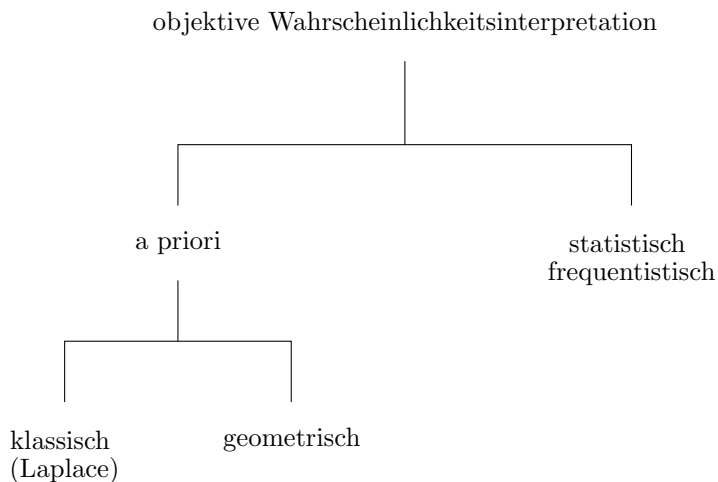 objektive Wahrscheinlichkeitsinterpretation
a priori
statistisch
frequentistisch
klassisch
(Laplace)
geometrisch